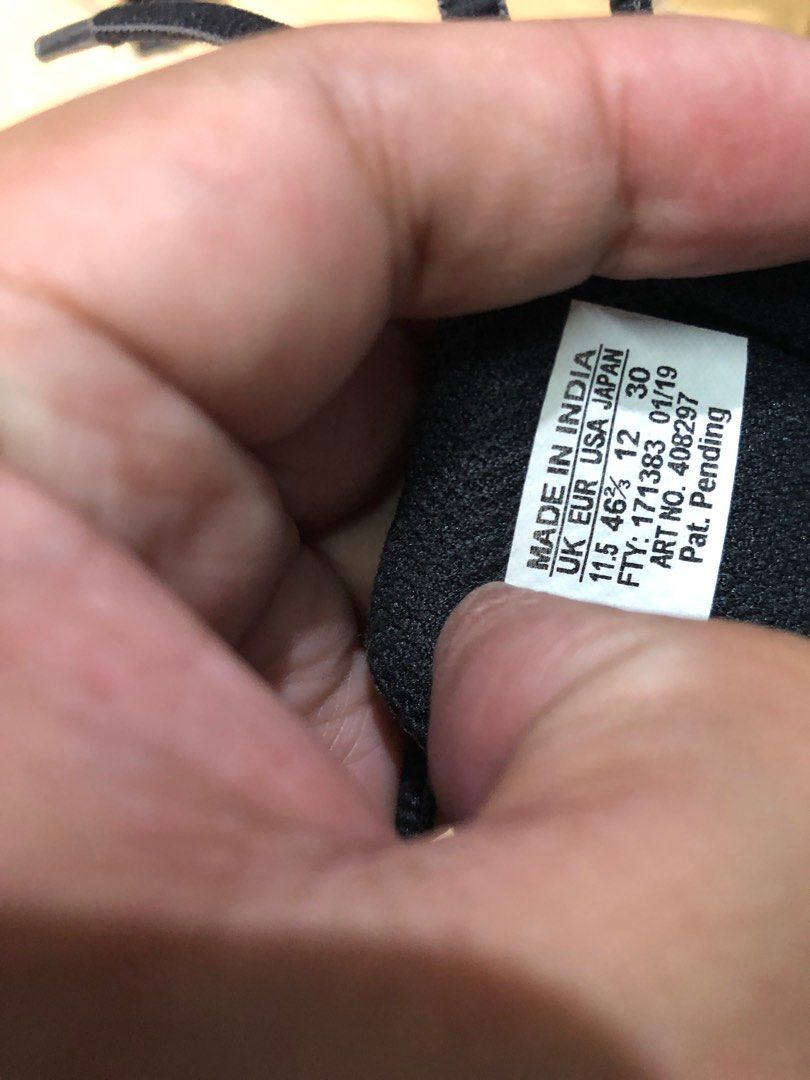 MADE IN INDIA
UK EUR USA JAPAN
11.5 46⅔ 12 30
FTY: 171383 01/19
ART NO. 408297
Pat. Pending